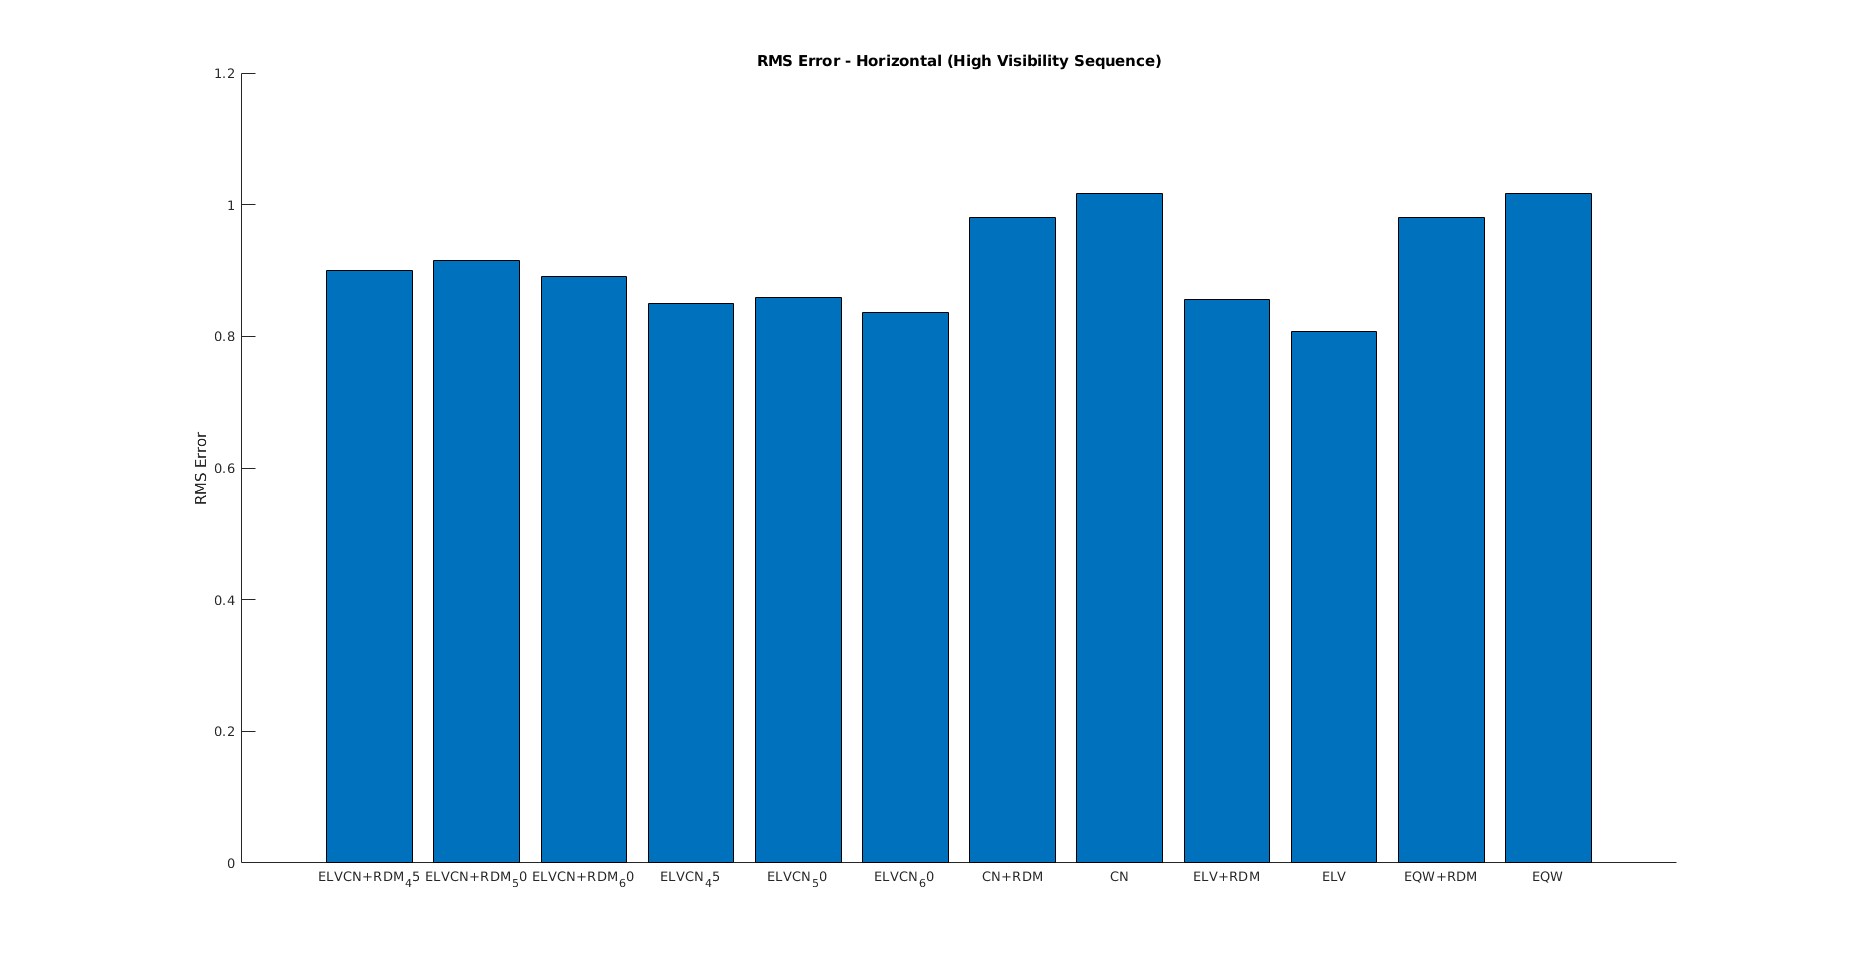 RMS Error - Horizontal (High Visibility Sequence)
1.2
1
0.8
0.6
0.4
0.2
0
RMS Error
ELVCN+RDM₄5 ELVCN+RDM₅0 ELVCN+RDM₆0 ELVCN₄5 ELVCN₅0 ELVCN₆0 CN+RDM CN ELV+RDM ELV EQW+RDM EQW